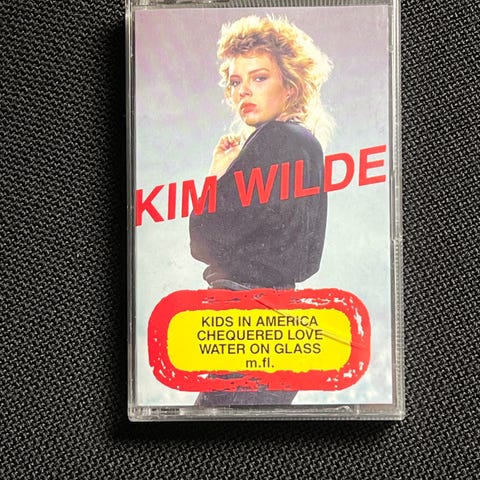 KIM WILDE
KIDS IN AMERICA
CHEQUERED LOVE
WATER ON GLASS
m.fl.